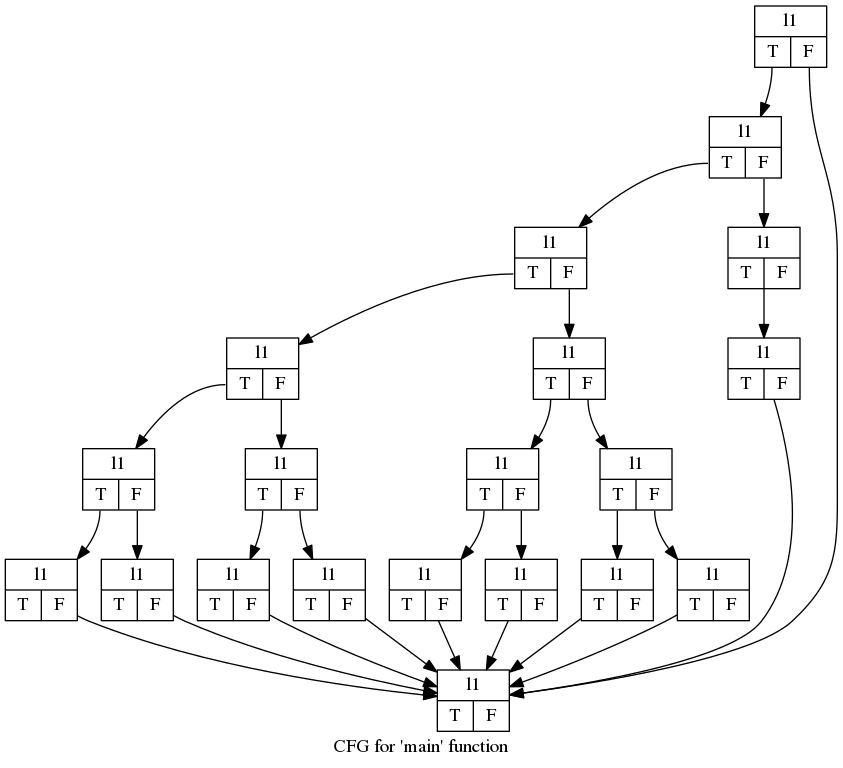 l1
T F
l1
T F
l1 l1
T F T F
l1 l1 l1
T F T F T F
l1 l1 l1 l1
T F T F T F T F
l1 l1 l1 l1 l1 l1 l1 l1
T F T F T F T F T F T F T F T F
l1
T F
CFG for 'main' function